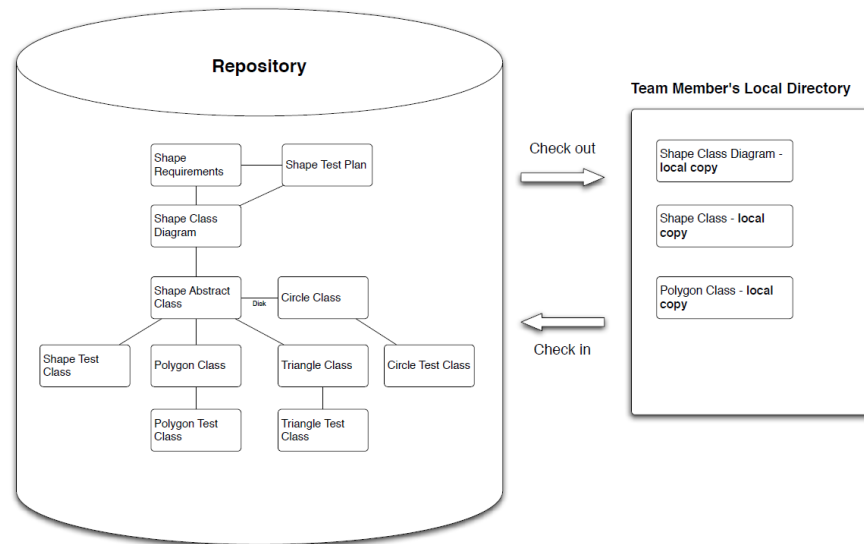 Repository
Team Member's Local Directory
Shape
Requirements
Shape Test Plan
Check out
Shape Class Diagram -
local copy
Shape Class
Diagram
Shape Class - local
copy
Shape Abstract
Class
Disk
Circle Class
Polygon Class - local
copy
Check in
Shape Test
Class
Polygon Class
Triangle Class
Circle Test Class
Polygon Test
Class
Triangle Test
Class